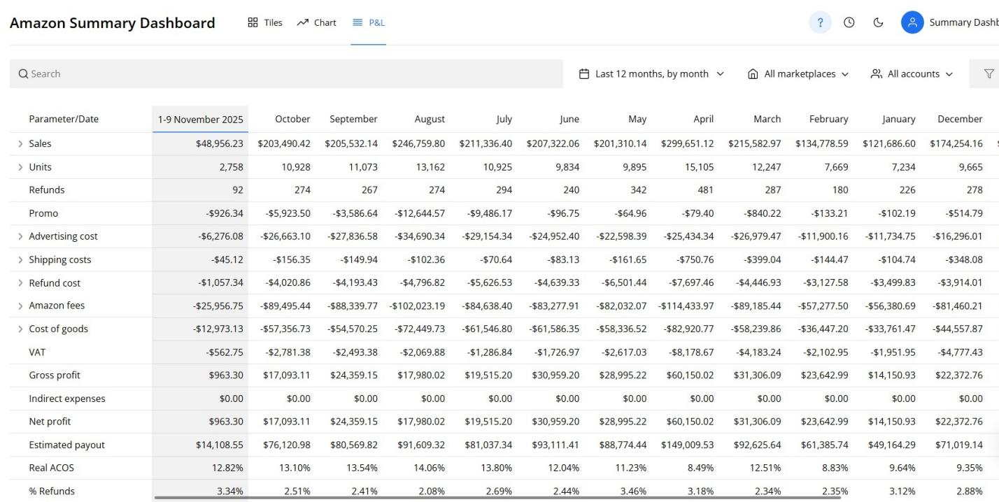 Amazon Summary Dashboard Tiles Chart P&L ? Summary Dashb
Search Last 12 months, by month All marketplaces All accounts
Parameter/Date 1-9 November 2025 October September August July June May April March February January December
Sales $48,956.23 $203,490.42 $205,532.14 $246,759.80 $211,336.40 $207,322.06 $201,310.14 $299,651.12 $215,582.97 $134,778.59 $121,686.60 $174,254.16
Units 2,758 10,928 11,073 13,162 10,925 9,834 9,895 15,105 12,247 7,669 7,234 9,665
Refunds 92 274 267 274 294 240 342 481 287 180 226 278
Promo -$926.34 -$5,923.50 -$3,586.64 -$12,644.57 -$9,486.17 -$96.75 -$64.96 -$79.40 -$840.22 -$133.21 -$102.19 -$514.79
Advertising cost -$6,276.08 -$26,663.10 -$27,836.58 -$34,690.34 -$29,154.34 -$24,952.40 -$22,598.39 -$25,434.34 -$26,979.47 -$11,900.16 -$11,734.75 -$16,296.01
Shipping costs -$45.12 -$156.35 -$149.94 -$102.36 -$70.64 -$83.13 -$161.65 -$750.76 -$399.04 -$144.47 -$104.74 -$348.08
Refund cost -$1,057.34 -$4,020.86 -$4,193.43 -$4,796.82 -$5,626.53 -$4,639.33 -$6,501.44 -$7,697.46 -$4,446.93 -$3,127.58 -$3,499.83 -$3,914.01
Amazon fees -$25,956.75 -$89,495.44 -$88,339.77 -$102,023.19 -$84,638.40 -$83,277.91 -$82,032.07 -$114,433.97 -$89,185.44 -$57,277.50 -$56,380.69 -$81,460.21
Cost of goods -$12,973.13 -$57,356.73 -$54,570.25 -$72,449.73 -$61,546.80 -$61,586.35 -$58,336.52 -$82,920.77 -$58,239.86 -$36,447.20 -$33,761.47 -$44,557.87
VAT -$562.75 -$2,781.38 -$2,493.38 -$2,069.88 -$1,286.84 -$1,726.97 -$2,617.03 -$8,178.67 -$4,183.24 -$2,102.95 -$1,951.95 -$4,777.43
Gross profit $963.30 $17,093.11 $24,359.15 $17,980.02 $19,515.20 $30,959.20 $28,995.22 $60,150.02 $31,306.09 $23,642.99 $14,150.93 $22,372.76
Indirect expenses $0.00 $0.00 $0.00 $0.00 $0.00 $0.00 $0.00 $0.00 $0.00 $0.00 $0.00 $0.00
Net profit $963.30 $17,093.11 $24,359.15 $17,980.02 $19,515.20 $30,959.20 $28,995.22 $60,150.02 $31,306.09 $23,642.99 $14,150.93 $22,372.76
Estimated payout $14,108.55 $76,120.98 $80,569.82 $91,609.32 $81,037.34 $93,111.41 $88,774.44 $149,009.53 $92,625.64 $61,385.74 $49,164.29 $71,019.14
Real ACOS 12.82% 13.10% 13.54% 14.06% 13.80% 12.04% 11.23% 8.49% 12.51% 8.83% 9.64% 9.35%
% Refunds 3.34% 2.51% 2.41% 2.08% 2.69% 2.44% 3.46% 3.18% 2.34% 2.35% 3.12% 2.88%